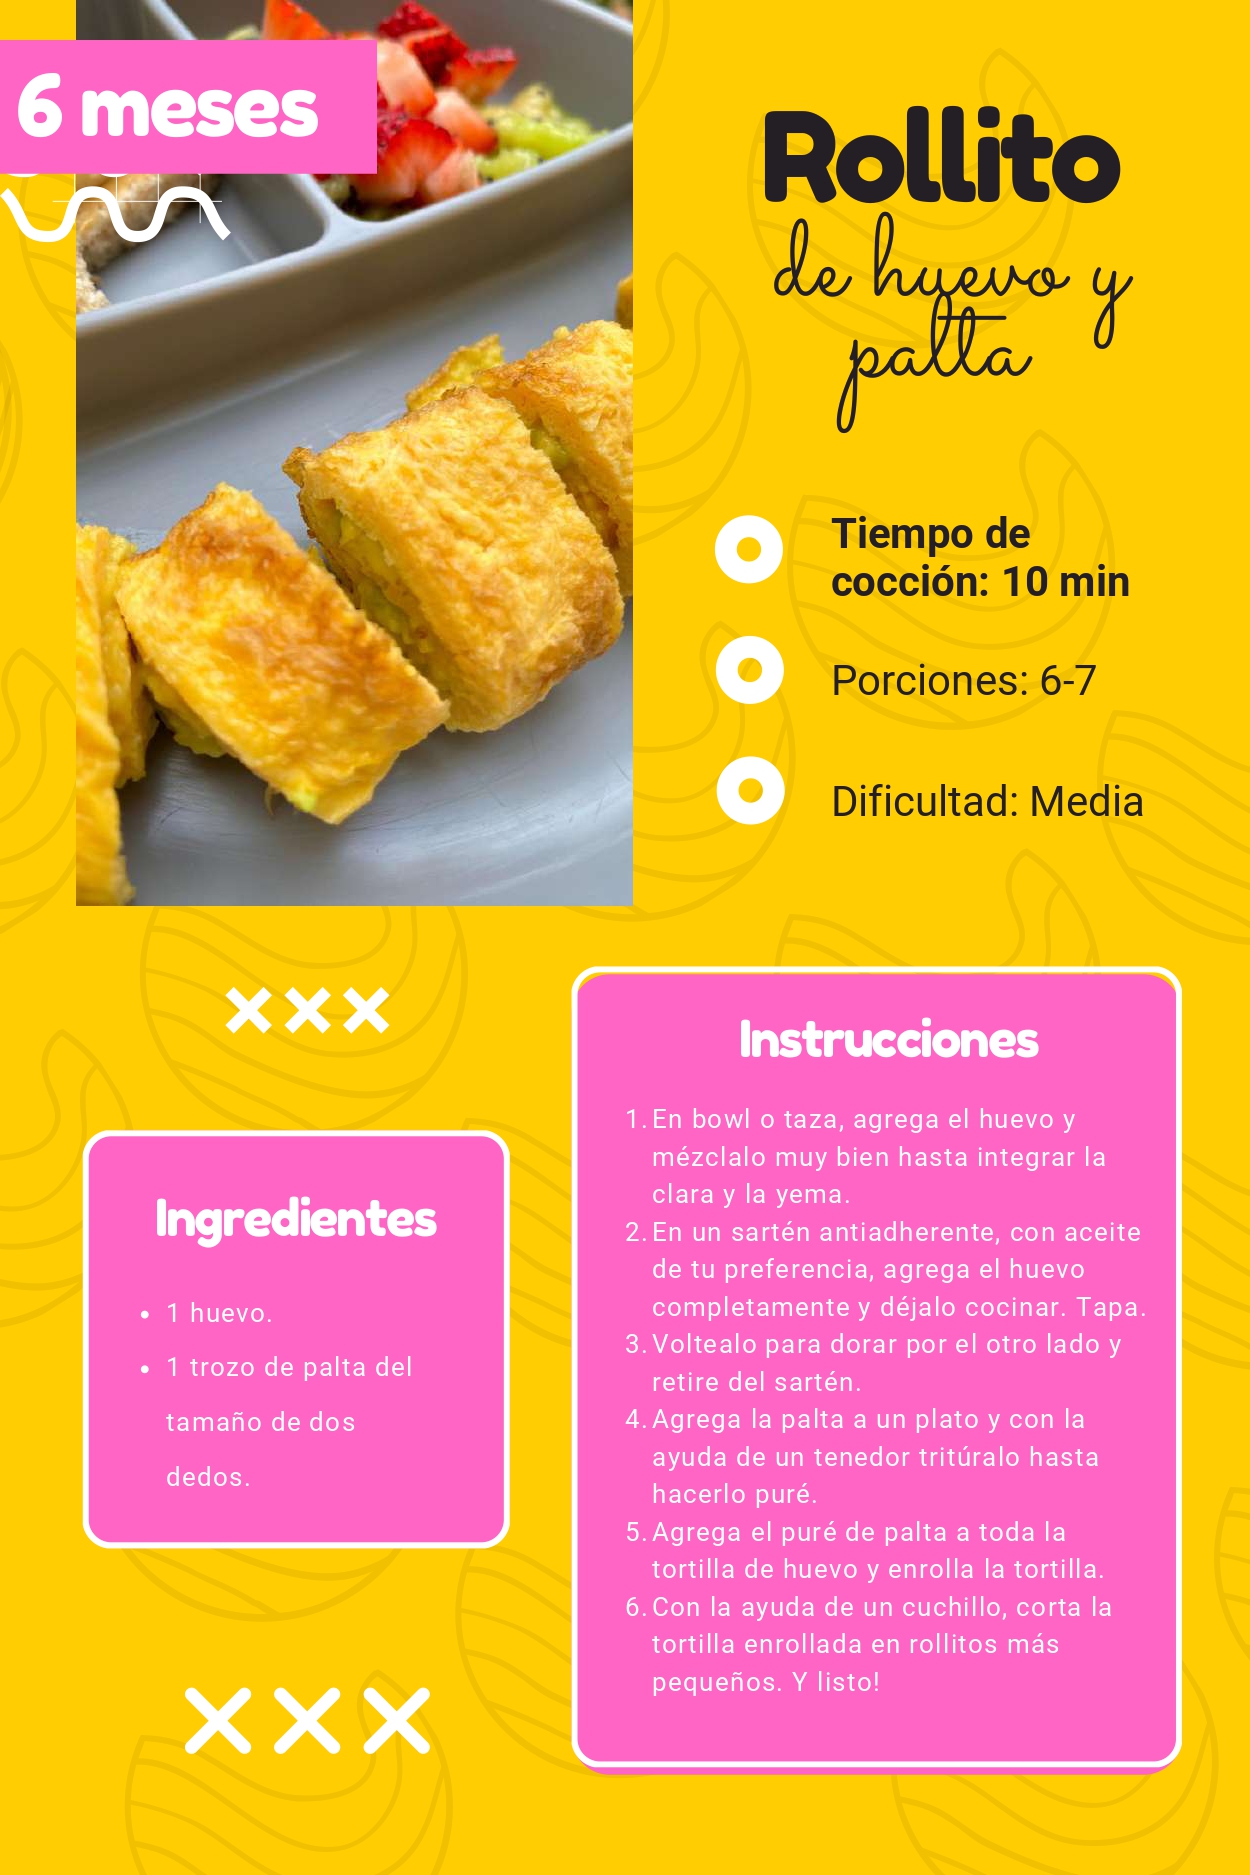 6 meses
Rollito
de huevo y
palta
Tiempo de
cocción: 10 min
Porciones: 6-7
Dificultad: Media
Ingredientes
• 1 huevo.
• 1 trozo de palta del
tamaño de dos
dedos.
Instrucciones
1. En bowl o taza, agrega el huevo y
mézclalo muy bien hasta integrar la
clara y la yema.
2. En un sartén antiadherente, con aceite
de tu preferencia, agrega el huevo
completamente y déjalo cocinar. Tapa.
3. Voltealo para dorar por el otro lado y
retire del sartén.
4. Agrega la palta a un plato y con la
ayuda de un tenedor tritúralo hasta
hacerlo puré.
5. Agrega el puré de palta a toda la
tortilla de huevo y enrolla la tortilla.
6. Con la ayuda de un cuchillo, corta la
tortilla enrollada en rollitos más
pequeños. Y listo!